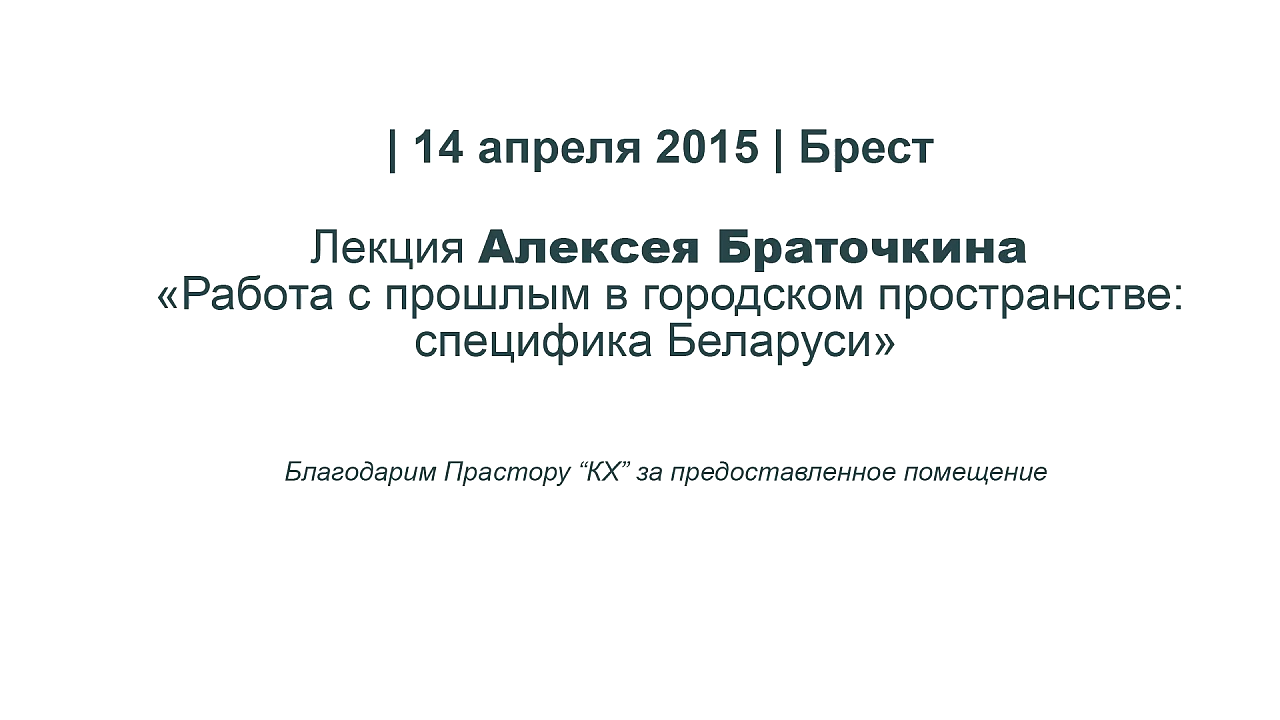 | 14 апреля 2015 | Брест
Лекция Алексея Браточкина
«Работа с прошлым в городском пространстве:
специфика Беларуси»
Благодарим Прастору “КХ” за предоставленное помещение